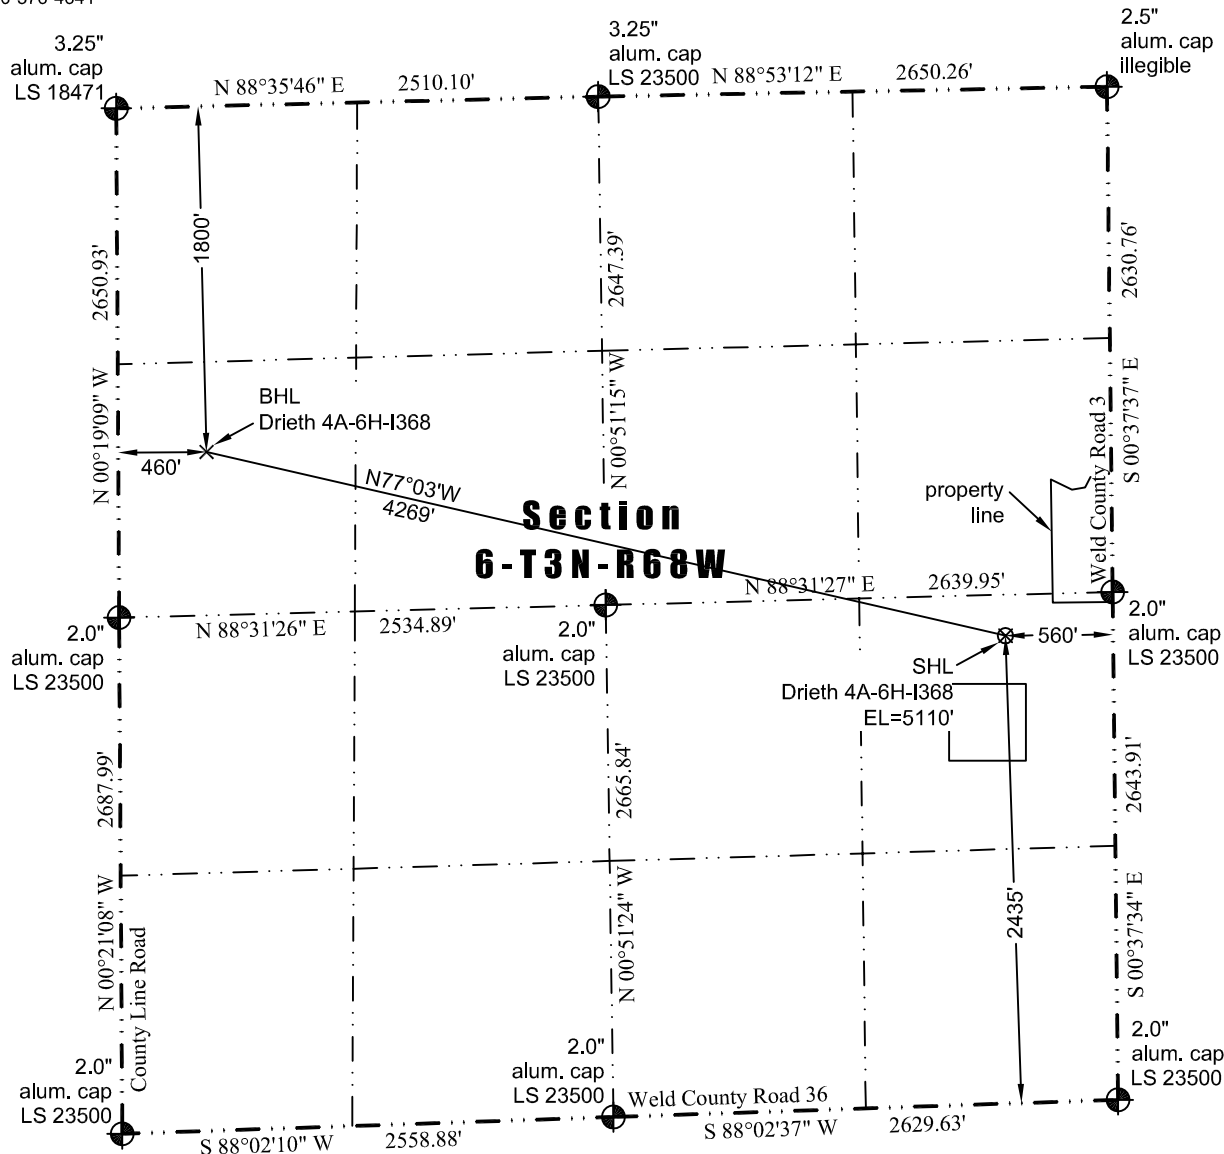 3.25"
alum. cap
LS 18471
N 88°35'46" E
2510.10'
3.25"
alum. cap
LS 23500
N 88°53'12" E
2650.26'
2.5"
alum. cap
illegible
1800'
2650.93'
2647.39'
2630.76'
N 00°19'09" W
N 00°51'15" W
S 00°37'37" E
Weld County Road 3
BHL
Drieth 4A-6H-I368
460'
N77°03'W
4269'
Section
6-T3N-R68W
property
line
N 88°31'26" E
2534.89'
N 88°31'27" E
2639.95'
2.0"
alum. cap
LS 23500
2.0"
alum. cap
LS 23500
2.0"
alum. cap
LS 23500
560'
SHL
Drieth 4A-6H-I368
EL=5110'
2687.99'
2665.84'
2643.91'
2435'
N 00°21'08" W
County Line Road
N 00°51'24" W
S 00°37'34" E
2.0"
alum. cap
LS 23500
2.0"
alum. cap
LS 23500
2.0"
alum. cap
LS 23500
Weld County Road 36
S 88°02'10" W
2558.88'
S 88°02'37" W
2629.63'